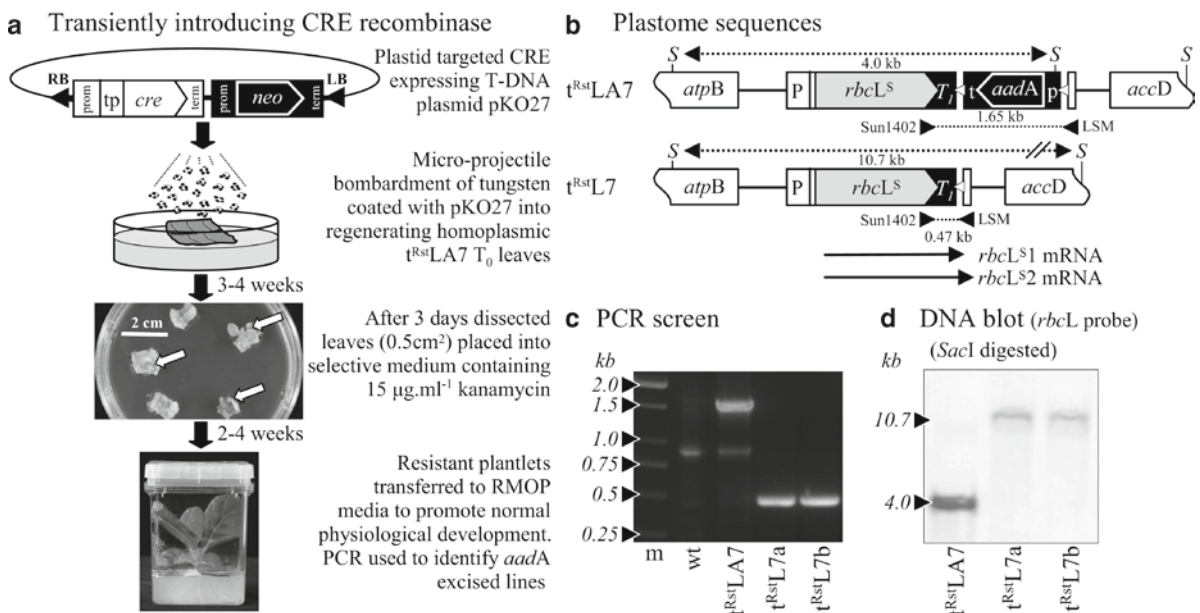 a Transiently introducing CRE recombinase
RB
LB
prom
tp
cre
term
prom
neo
term
Plastid targeted CRE
expressing T-DNA
plasmid pKO27
Micro-projectile
bombardment of tungsten
coated with pKO27 into
regenerating homoplasmic
tᴿˢᵗLA7 T₀ leaves
3-4 weeks
2 cm
After 3 days dissected
leaves (0.5cm²) placed into
selective medium containing
15 µg.ml⁻¹ kanamycin
2-4 weeks
Resistant plantlets
transferred to RMOP
media to promote normal
physiological development.
PCR used to identify aadA
excised lines
b Plastome sequences
S
S
4.0 kb
tᴿˢᵗLA7
atpB
P
rbcLˢ
T₁
t
aadA
p
accD
1.65 kb
Sun1402
LSM
S
S
10.7 kb
tᴿˢᵗL7
atpB
P
rbcLˢ
T₁
accD
Sun1402
LSM
0.47 kb
rbcLˢ1 mRNA
rbcLˢ2 mRNA
c PCR screen
kb
2.0
1.5
1.0
0.75
0.5
0.25
m
wt
tᴿˢᵗLA7
tᴿˢᵗL7a
tᴿˢᵗL7b
d DNA blot (rbcL probe)
(SacI digested)
kb
10.7
4.0
tᴿˢᵗLA7
tᴿˢᵗL7a
tᴿˢᵗL7b